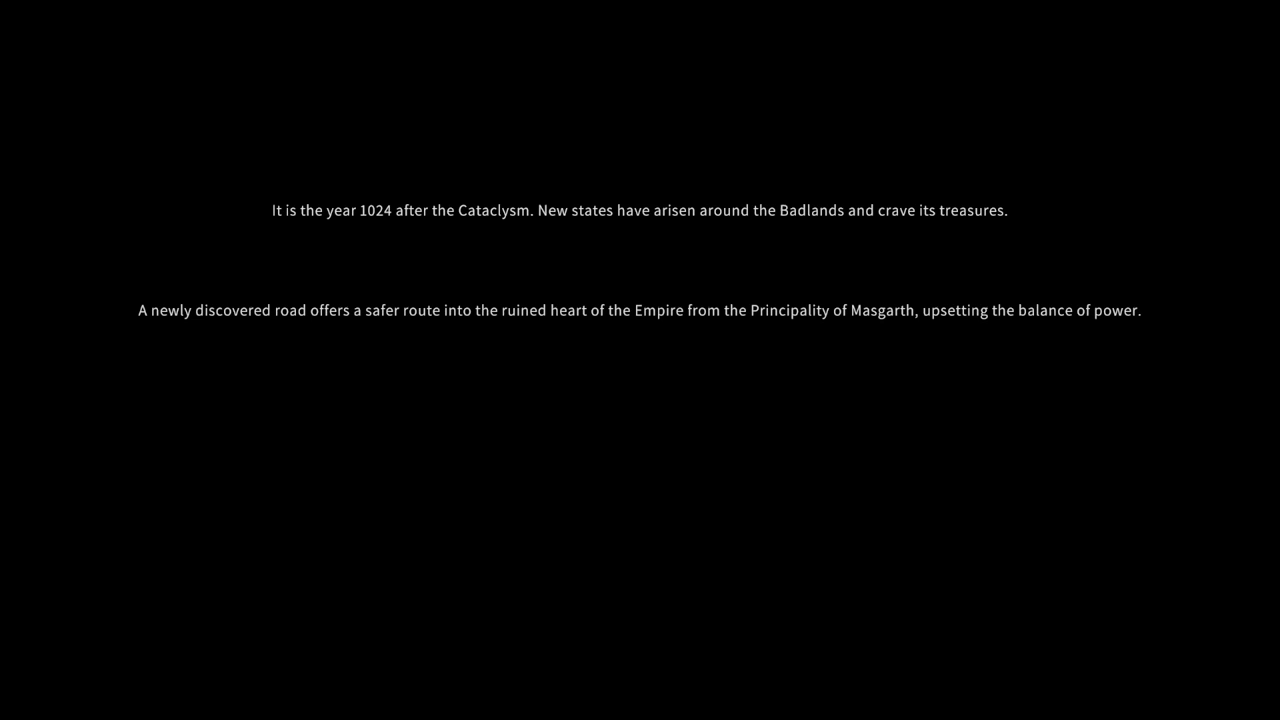 It is the year 1024 after the Cataclysm. New states have arisen around the Badlands and crave its treasures.
A newly discovered road offers a safer route into the ruined heart of the Empire from the Principality of Masgarth, upsetting the balance of power.